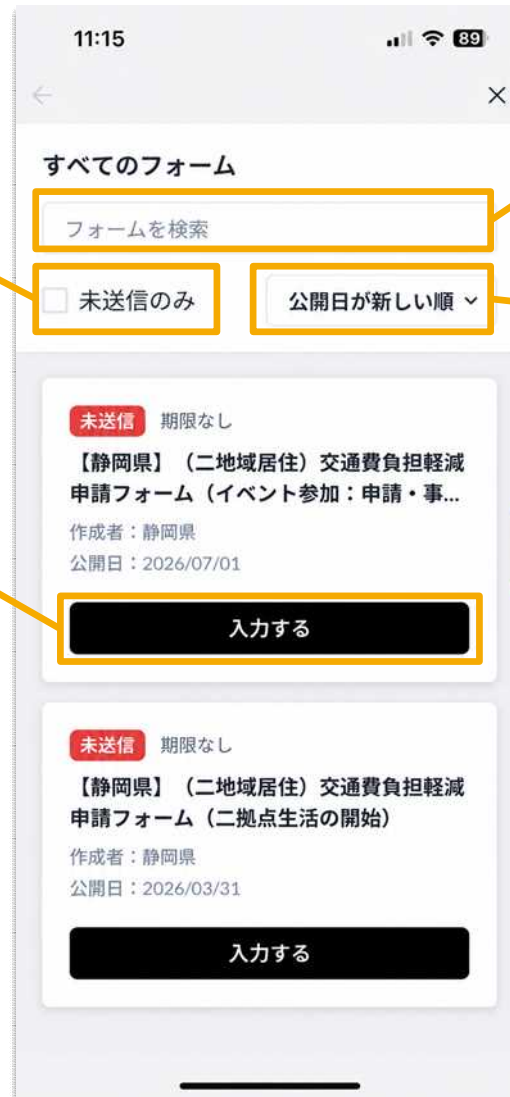 11:15
89
すべてのフォーム
フォームを検索
未送信のみ
公開日が新しい順
未送信 期限なし
【静岡県】（二地域居住）交通費負担軽減
申請フォーム（イベント参加：申請・事...
作成者：静岡県
公開日：2026/07/01
入力する
未送信 期限なし
【静岡県】（二地域居住）交通費負担軽減
申請フォーム（二拠点生活の開始）
作成者：静岡県
公開日：2026/03/31
入力する